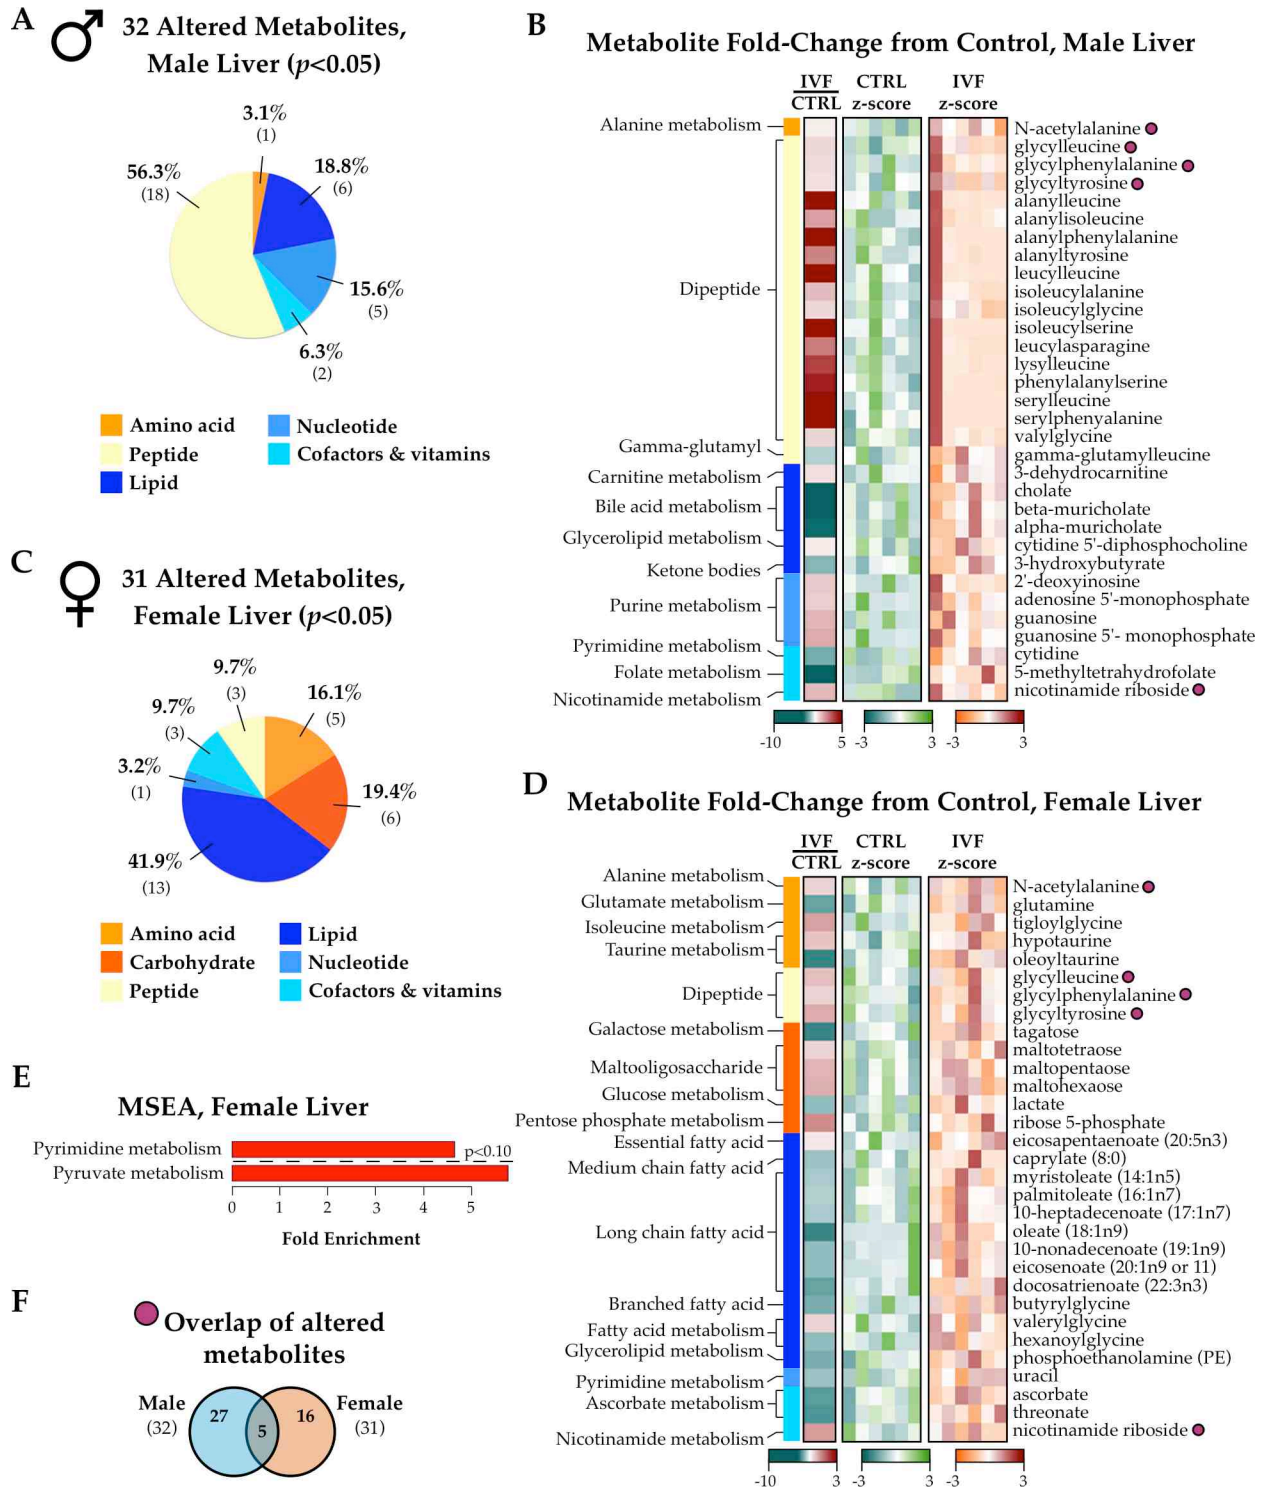 A
32 Altered Metabolites,
Male Liver (p<0.05)
3.1%
(1)
56.3%
(18)
18.8%
(6)
15.6%
(5)
6.3%
(2)
Amino acid
Peptide
Lipid
Nucleotide
Cofactors & vitamins
B
Metabolite Fold-Change from Control, Male Liver
IVF
CTRL
CTRL
z-score
IVF
z-score
Alanine metabolism
Dipeptide
Gamma-glutamyl
Carnitine metabolism
Bile acid metabolism
Glycerolipid metabolism
Ketone bodies
Purine metabolism
Pyrimidine metabolism
Folate metabolism
Nicotinamide metabolism
N-acetylalanine
glycylleucine
glycylphenylalanine
glycyltyrosine
alanylleucine
alanylisoleucine
alanylphenylalanine
alanyltyrosine
leucylleucine
isoleucylalanine
isoleucylglycine
isoleucylserine
leucylasparagine
lysylleucine
phenylalanylserine
serylleucine
serylphenyalanine
valylglycine
gamma-glutamylleucine
3-dehydrocarnitine
cholate
beta-muricholate
alpha-muricholate
cytidine 5'-diphosphocholine
3-hydroxybutyrate
2'-deoxyinosine
adenosine 5'-monophosphate
guanosine
guanosine 5'- monophosphate
cytidine
5-methyltetrahydrofolate
nicotinamide riboside
-10 5 -3 3 -3 3
C
31 Altered Metabolites,
Female Liver (p<0.05)
9.7%
(3)
16.1%
(5)
9.7%
(3)
3.2%
(1)
19.4%
(6)
41.9%
(13)
Amino acid
Carbohydrate
Peptide
Lipid
Nucleotide
Cofactors & vitamins
D
Metabolite Fold-Change from Control, Female Liver
IVF
CTRL
CTRL
z-score
IVF
z-score
Alanine metabolism
Glutamate metabolism
Isoleucine metabolism
Taurine metabolism
Dipeptide
Galactose metabolism
Maltooligosaccharide
Glucose metabolism
Pentose phosphate metabolism
Essential fatty acid
Medium chain fatty acid
Long chain fatty acid
Branched fatty acid
Fatty acid metabolism
Glycerolipid metabolism
Pyrimidine metabolism
Ascorbate metabolism
Nicotinamide metabolism
N-acetylalanine
glutamine
tigloylglycine
hypotaurine
oleoyltaurine
glycylleucine
glycylphenylalanine
glycyltyrosine
tagatose
maltotetraose
maltopentaose
maltohexaose
lactate
ribose 5-phosphate
eicosapentaenoate (20:5n3)
caprylate (8:0)
myristoleate (14:1n5)
palmitoleate (16:1n7)
10-heptadecenoate (17:1n7)
oleate (18:1n9)
10-nonadecenoate (19:1n9)
eicosenoate (20:1n9 or 11)
docosatrienoate (22:3n3)
butyrylglycine
valerylglycine
hexanoylglycine
phosphoethanolamine (PE)
uracil
ascorbate
threonate
nicotinamide riboside
-10 3 -3 3 -3 3
E
MSEA, Female Liver
Pyrimidine metabolism
p<0.10
Pyruvate metabolism
0 1 2 3 4 5
Fold Enrichment
F
Overlap of altered
metabolites
Male
(32)
27
5
16
Female
(31)